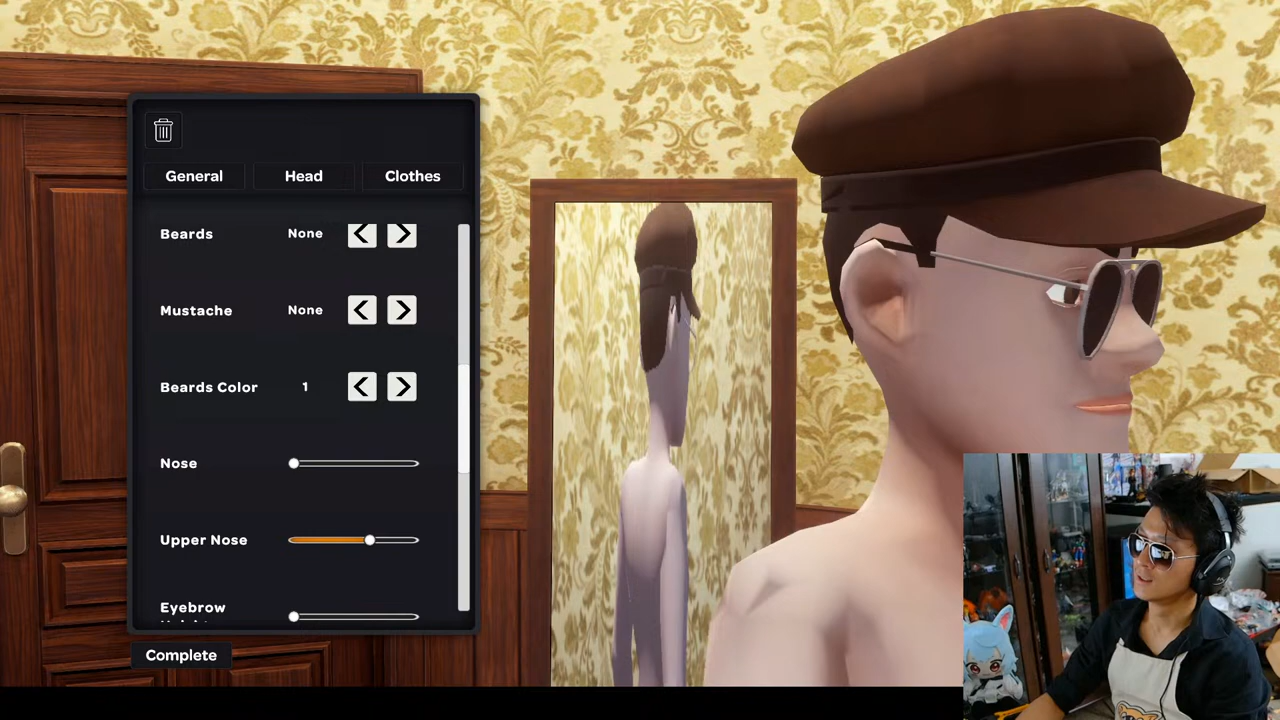 General Head Clothes
Beards None
Mustache None
Beards Color 1
Nose
Upper Nose
Eyebrow
Complete